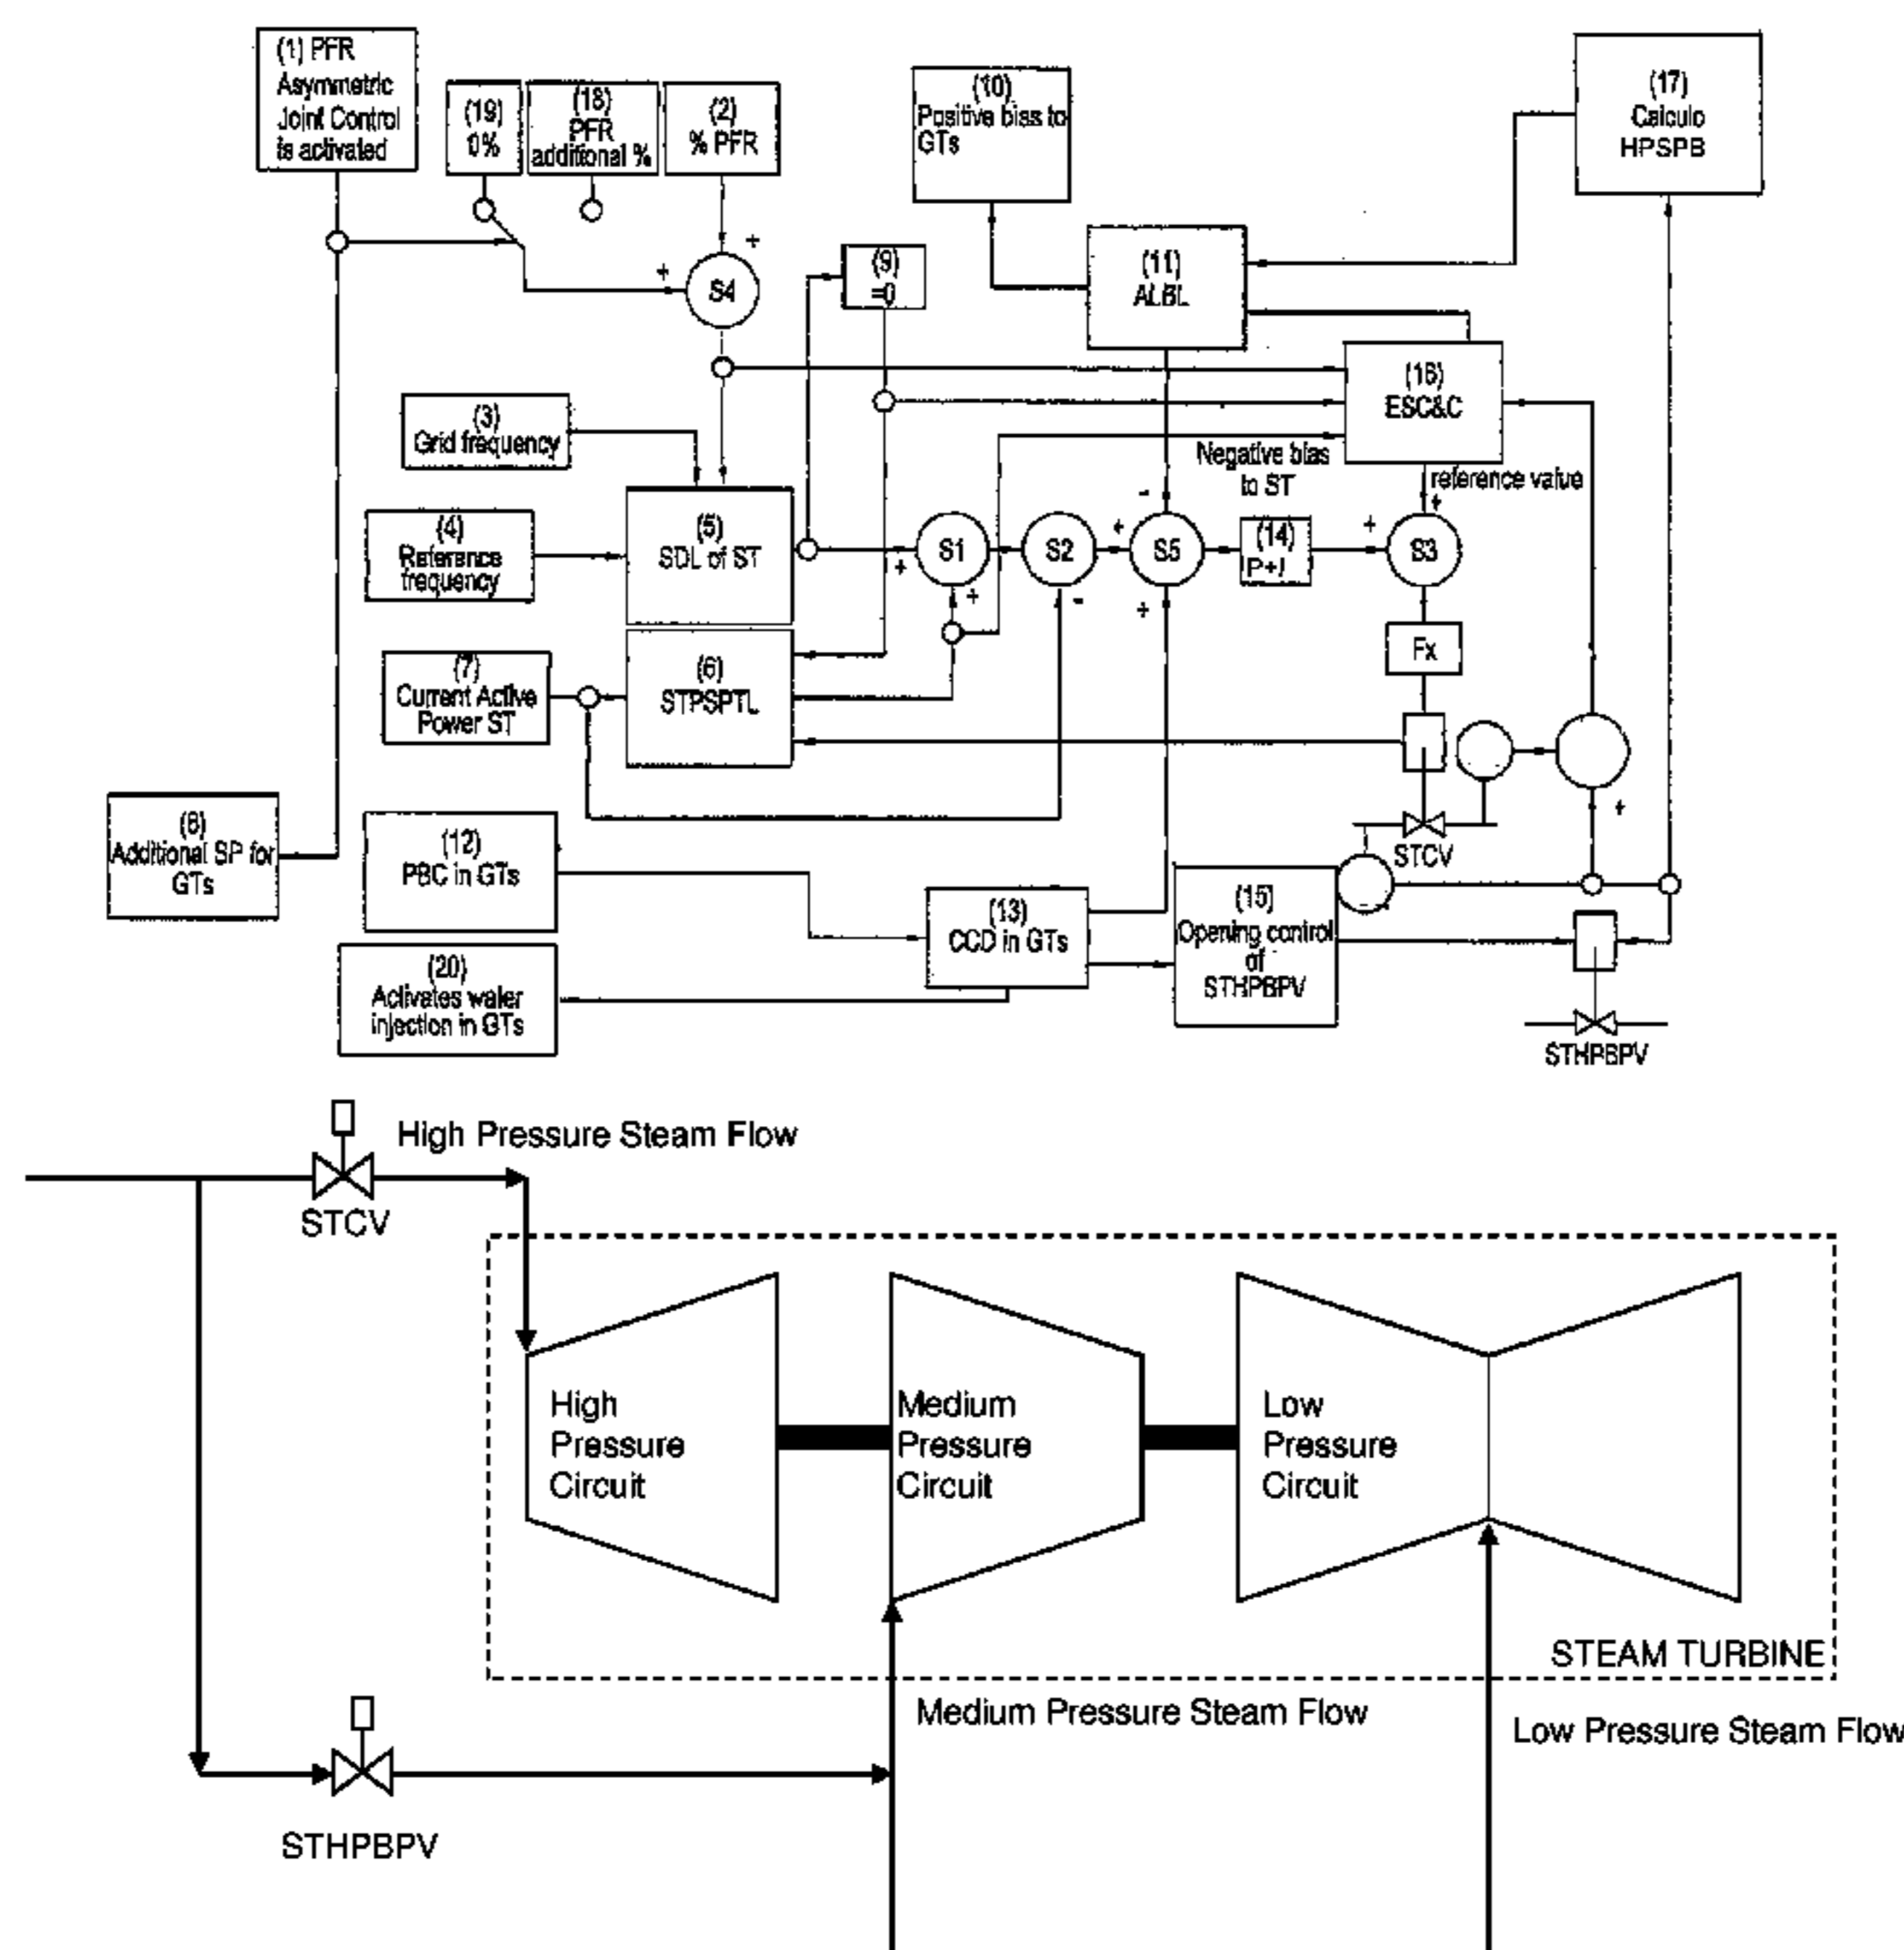 (1) PFR
Asymmetric
Joint Control
is activated
(19)
0%
(18)
PFR
additional %
(2)
% PFR
(10)
Positive bias to
GTs
(17)
Calculo
HPSPB
+
+
S4
(9)
=0
(11)
ALBL
(16)
ESC&C
(3)
Grid frequency
Negative bias
to ST
reference value
(4)
Reference
frequency
(5)
SDL of ST
+
S1
+
S2
-
+
-
S5
+
(14)
P+I
+
+
S3
Fx
(7)
Current Active
Power ST
(6)
STPSPTL
(8)
Additional SP for
GTs
(12)
PBC in GTs
+
STCV
(13)
CCD in GTs
(15)
Opening control
of
STHPBPV
(20)
Activates water
injection in GTs
STHPBPV
High Pressure Steam Flow
STCV
High
Pressure
Circuit
Medium
Pressure
Circuit
Low
Pressure
Circuit
STEAM TURBINE
Medium Pressure Steam Flow
Low Pressure Steam Flow
STHPBPV